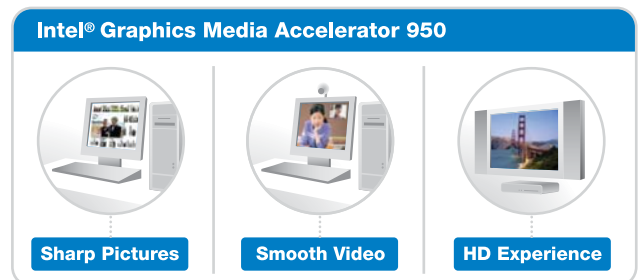 Intel® Graphics Media Accelerator 950
Sharp Pictures
Smooth Video
HD Experience